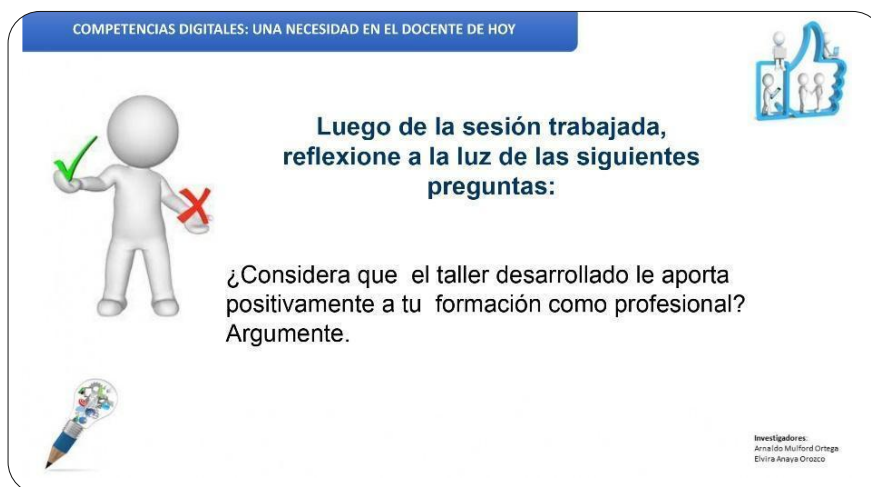 COMPETENCIAS DIGITALES: UNA NECESIDAD EN EL DOCENTE DE HOY
Luego de la sesión trabajada,
reflexione a la luz de las siguientes
preguntas:
¿Considera que el taller desarrollado le aporta
positivamente a tu formación como profesional?
Argumente.
Investigadores:
Arnaldo Mulford Ortega
Elvira Anaya Orozco